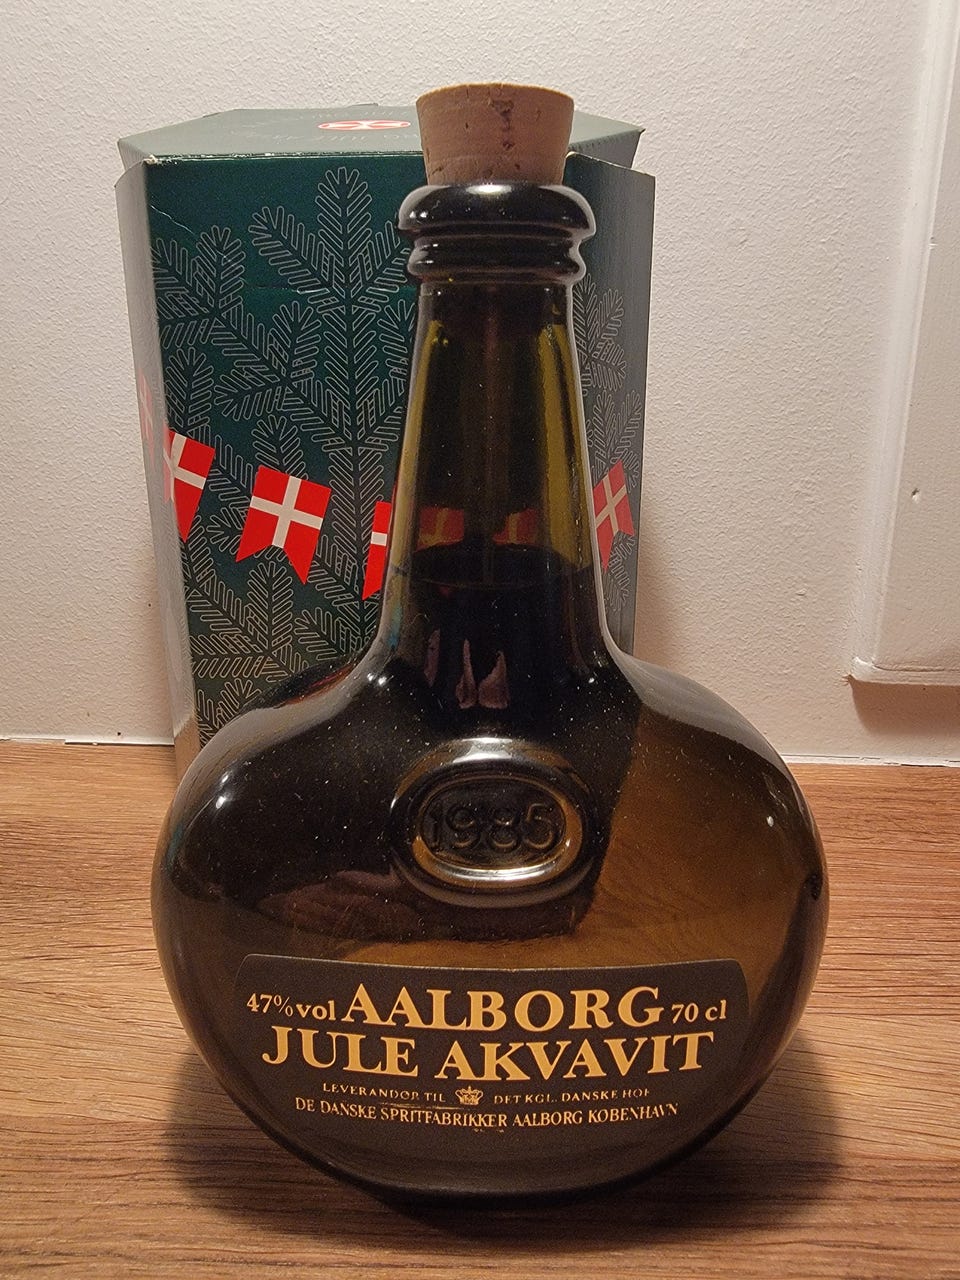 1985
47% vol AALBORG 70 cl
JULE AKVAVIT
LEVERANDØR TIL DET KGL. DANSKE HOF
DE DANSKE SPRITFABRIKKER AALBORG KØBENHAVN